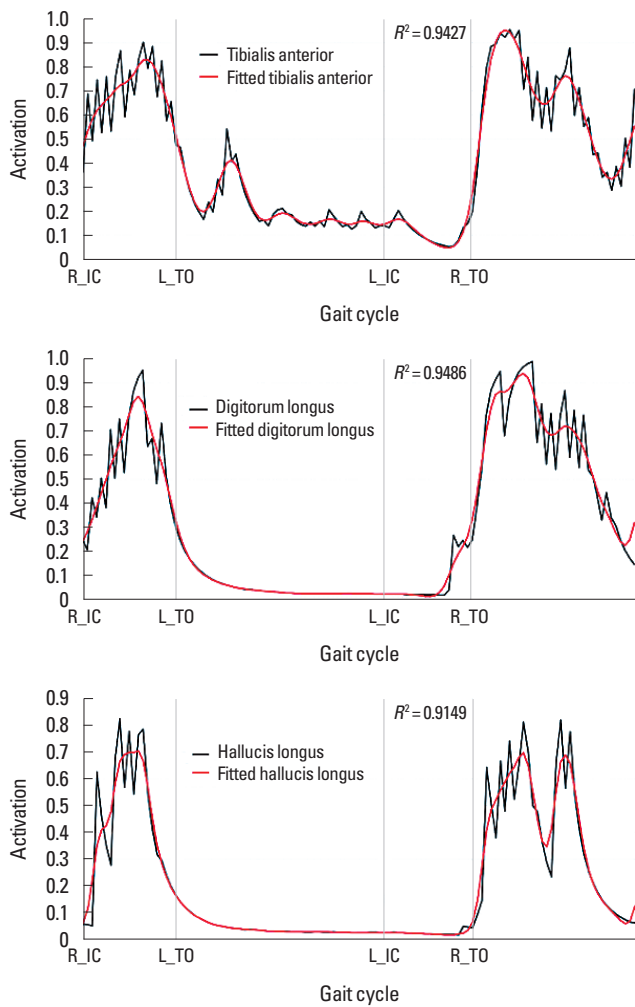 R² = 0.9427
Tibialis anterior
Fitted tibialis anterior
Activation
1.0
0.9
0.8
0.7
0.6
0.5
0.4
0.3
0.2
0.1
0
R_IC L_TO L_IC R_TO
Gait cycle
R² = 0.9486
Digitorum longus
Fitted digitorum longus
Activation
1.0
0.9
0.8
0.7
0.6
0.5
0.4
0.3
0.2
0.1
0
R_IC L_TO L_IC R_TO
Gait cycle
R² = 0.9149
Hallucis longus
Fitted hallucis longus
Activation
0.9
0.8
0.7
0.6
0.5
0.4
0.3
0.2
0.1
0
R_IC L_TO L_IC R_TO
Gait cycle